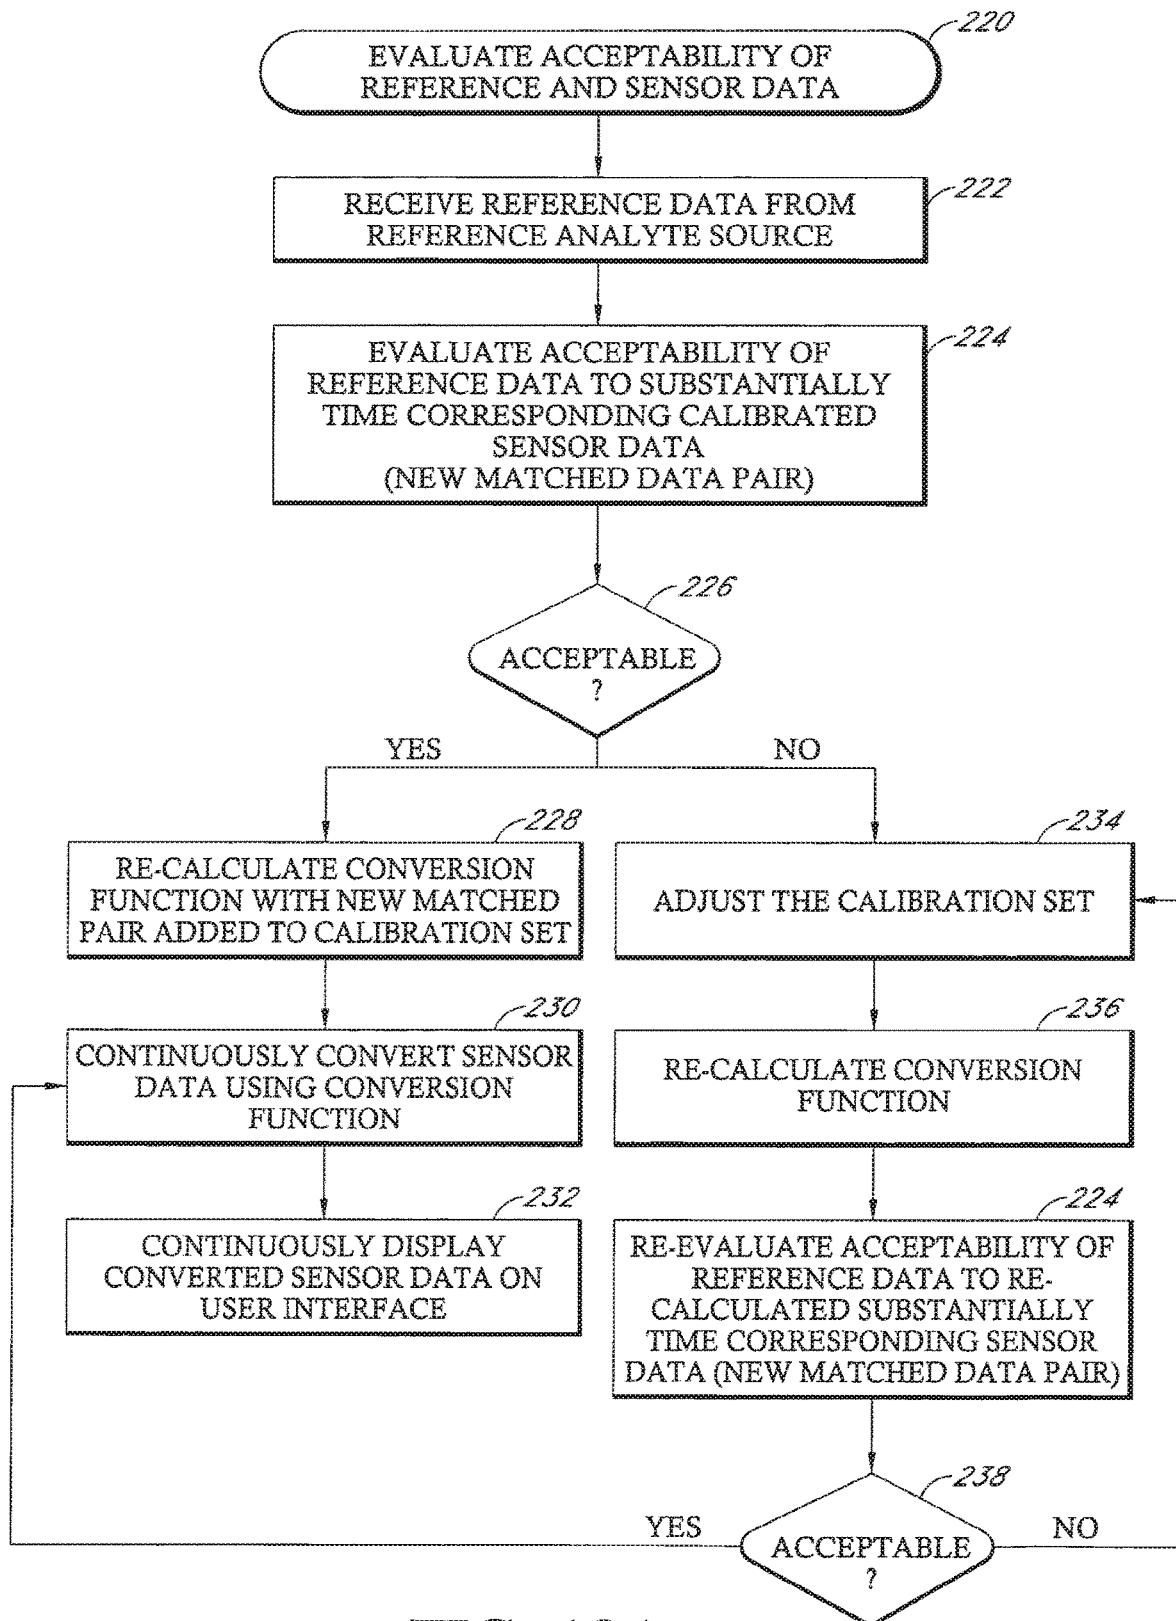 220
EVALUATE ACCEPTABILITY OF
REFERENCE AND SENSOR DATA
222
RECEIVE REFERENCE DATA FROM
REFERENCE ANALYTE SOURCE
224
EVALUATE ACCEPTABILITY OF
REFERENCE DATA TO SUBSTANTIALLY
TIME CORRESPONDING CALIBRATED
SENSOR DATA
(NEW MATCHED DATA PAIR)
226
ACCEPTABLE
?
YES
NO
228
RE-CALCULATE CONVERSION
FUNCTION WITH NEW MATCHED
PAIR ADDED TO CALIBRATION SET
234
ADJUST THE CALIBRATION SET
230
CONTINUOUSLY CONVERT SENSOR
DATA USING CONVERSION
FUNCTION
236
RE-CALCULATE CONVERSION
FUNCTION
232
CONTINUOUSLY DISPLAY
CONVERTED SENSOR DATA ON
USER INTERFACE
224
RE-EVALUATE ACCEPTABILITY OF
REFERENCE DATA TO RE-
CALCULATED SUBSTANTIALLY
TIME CORRESPONDING SENSOR
DATA (NEW MATCHED DATA PAIR)
238
YES
ACCEPTABLE
?
NO